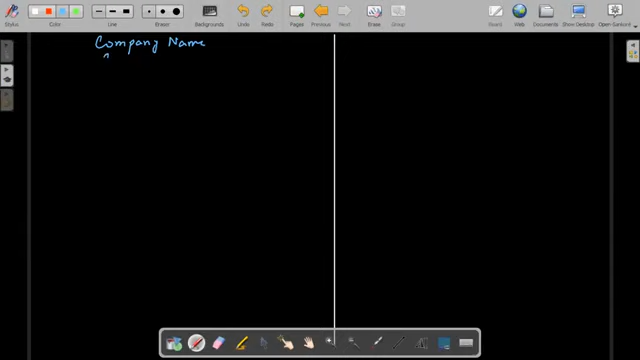 Stylus
Color
Line
Eraser
Backgrounds
Undo
Redo
Pages
Previous
Next
Erase
Group
Board
Web
Documents
Show Desktop
Open-Sankoré
Company Name